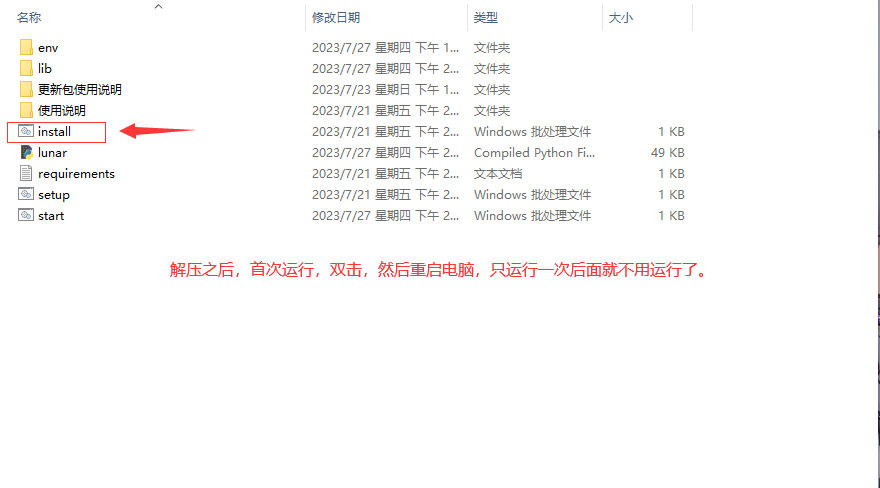 名称 修改日期 类型 大小
env 2023/7/27 星期四 下午 1... 文件夹
lib 2023/7/27 星期四 下午 2... 文件夹
更新包使用说明 2023/7/23 星期日 下午 1... 文件夹
使用说明 2023/7/21 星期五 下午 2... 文件夹
install 2023/7/21 星期五 下午 2... Windows 批处理文件 1 KB
lunar 2023/7/27 星期四 下午 2... Compiled Python Fi... 49 KB
requirements 2023/7/21 星期五 下午 2... 文本文档 1 KB
setup 2023/7/21 星期五 下午 2... Windows 批处理文件 1 KB
start 2023/7/27 星期四 下午 2... Windows 批处理文件 1 KB
解压之后，首次运行，双击，然后重启电脑，只运行一次后面就不用运行了。